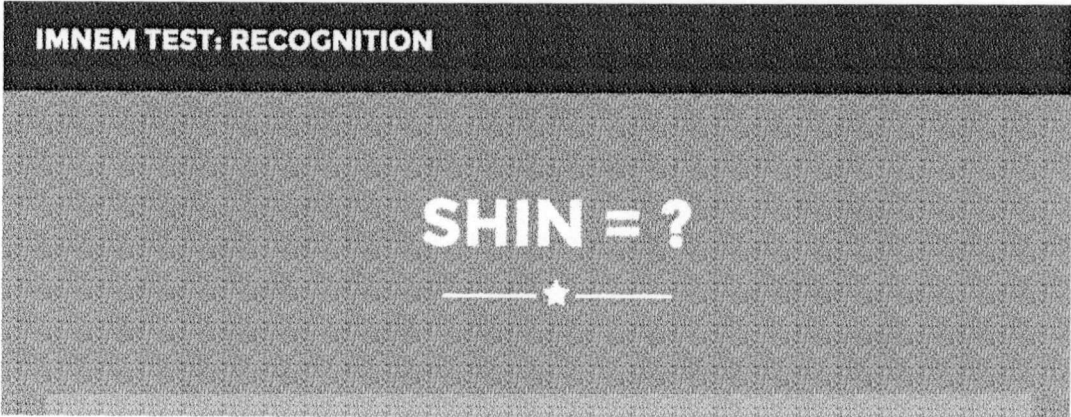 IMNEM TEST: RECOGNITION
SHIN = ?